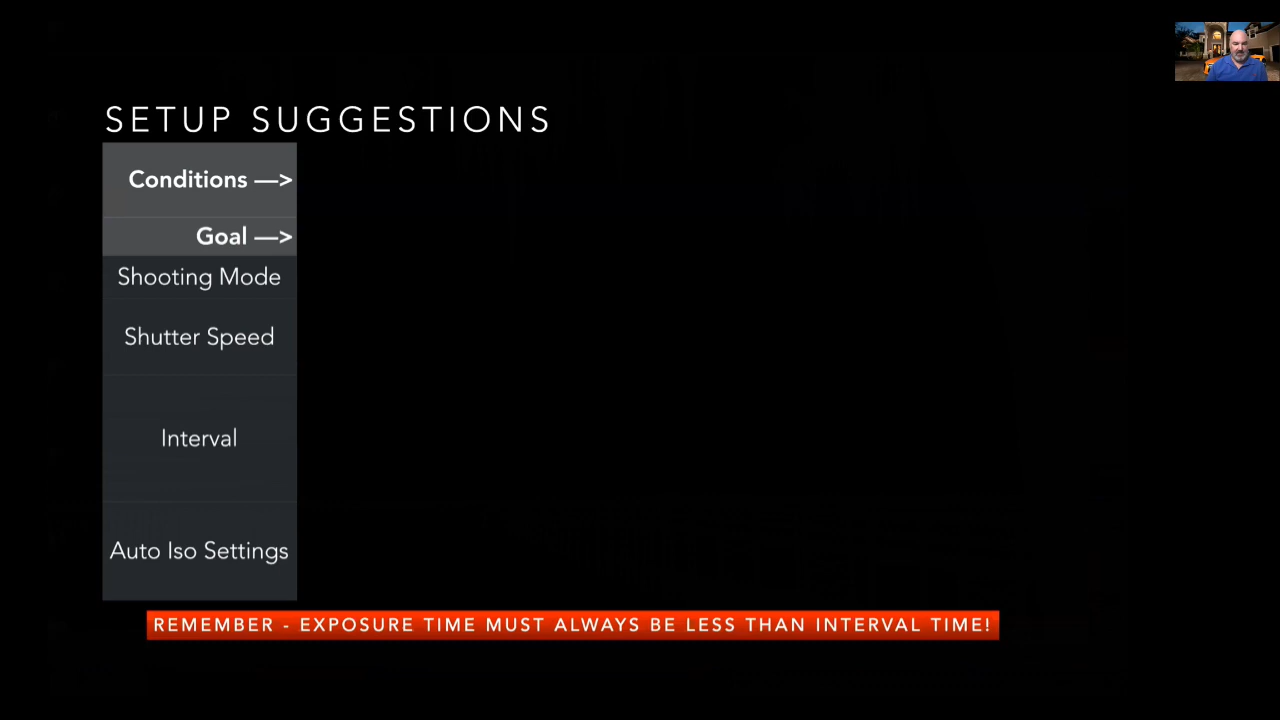 SETUP SUGGESTIONS
Conditions —>
Goal —>
Shooting Mode
Shutter Speed
Interval
Auto Iso Settings
REMEMBER - EXPOSURE TIME MUST ALWAYS BE LESS THAN INTERVAL TIME!